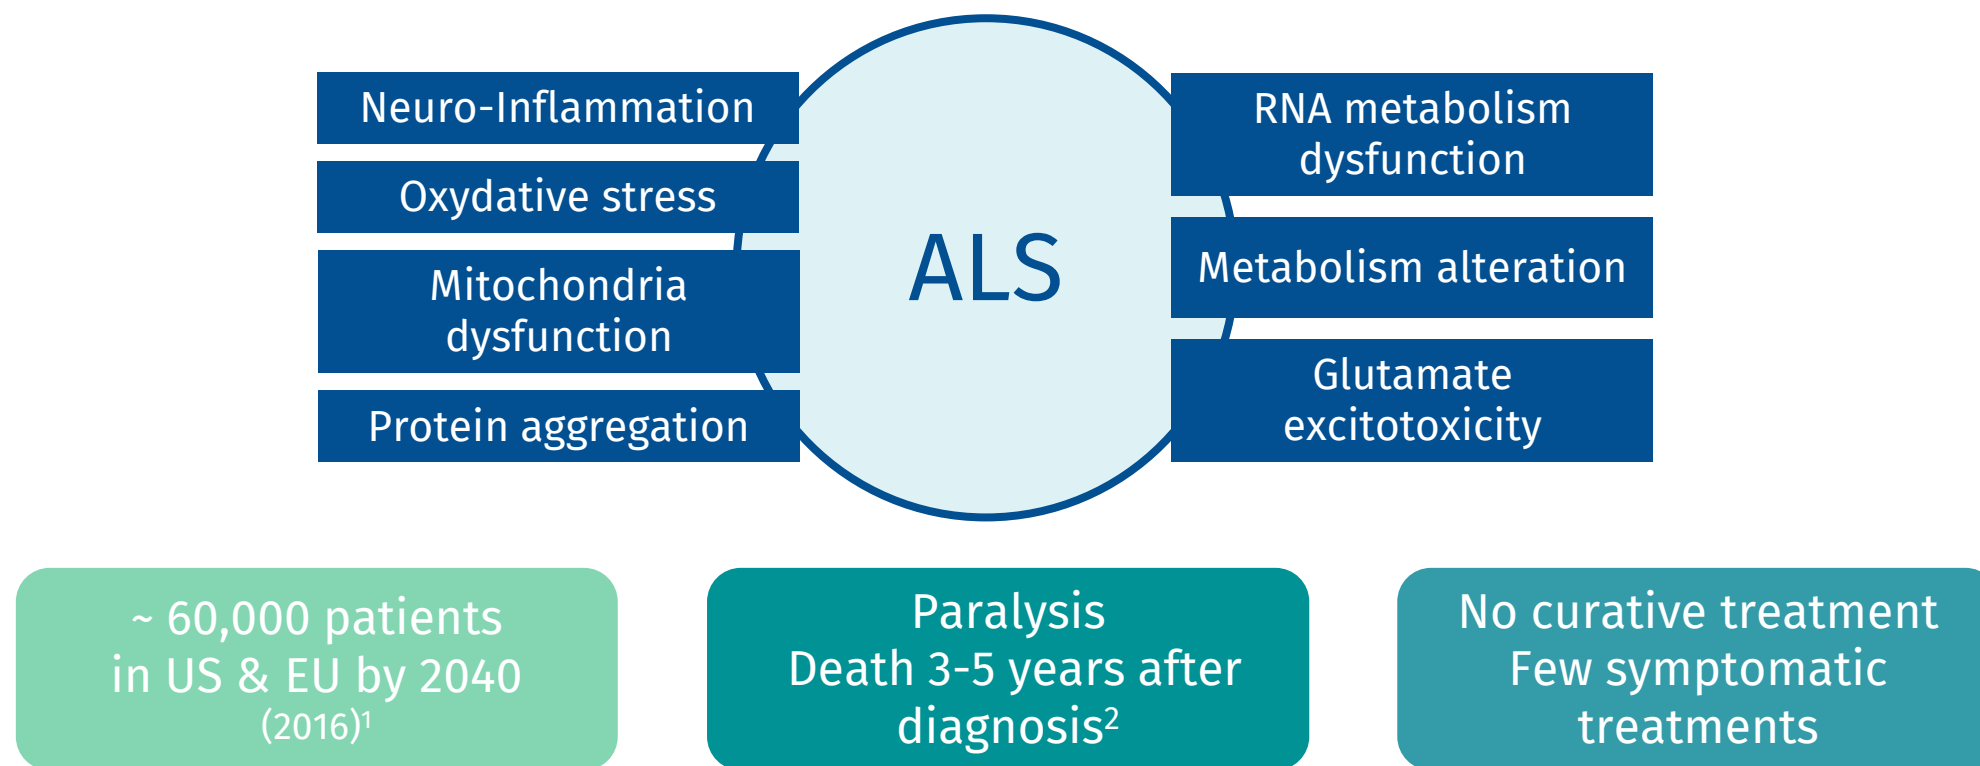 Neuro-Inflammation
Oxydative stress
Mitochondria
dysfunction
Protein aggregation
ALS
RNA metabolism
dysfunction
Metabolism alteration
Glutamate
excitotoxicity
~ 60,000 patients
in US & EU by 2040
(2016)¹
Paralysis
Death 3-5 years after
diagnosis²
No curative treatment
Few symptomatic
treatments